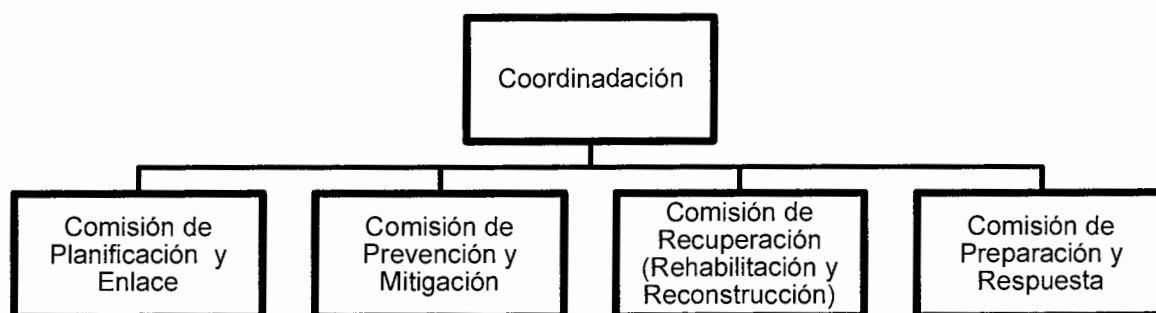 Coordinadación
Comisión de
Planificación y
Enlace
Comisión de
Prevención y
Mitigación
Comisión de
Recuperación
(Rehabilitación y
Reconstrucción)
Comisión de
Preparación y
Respuesta